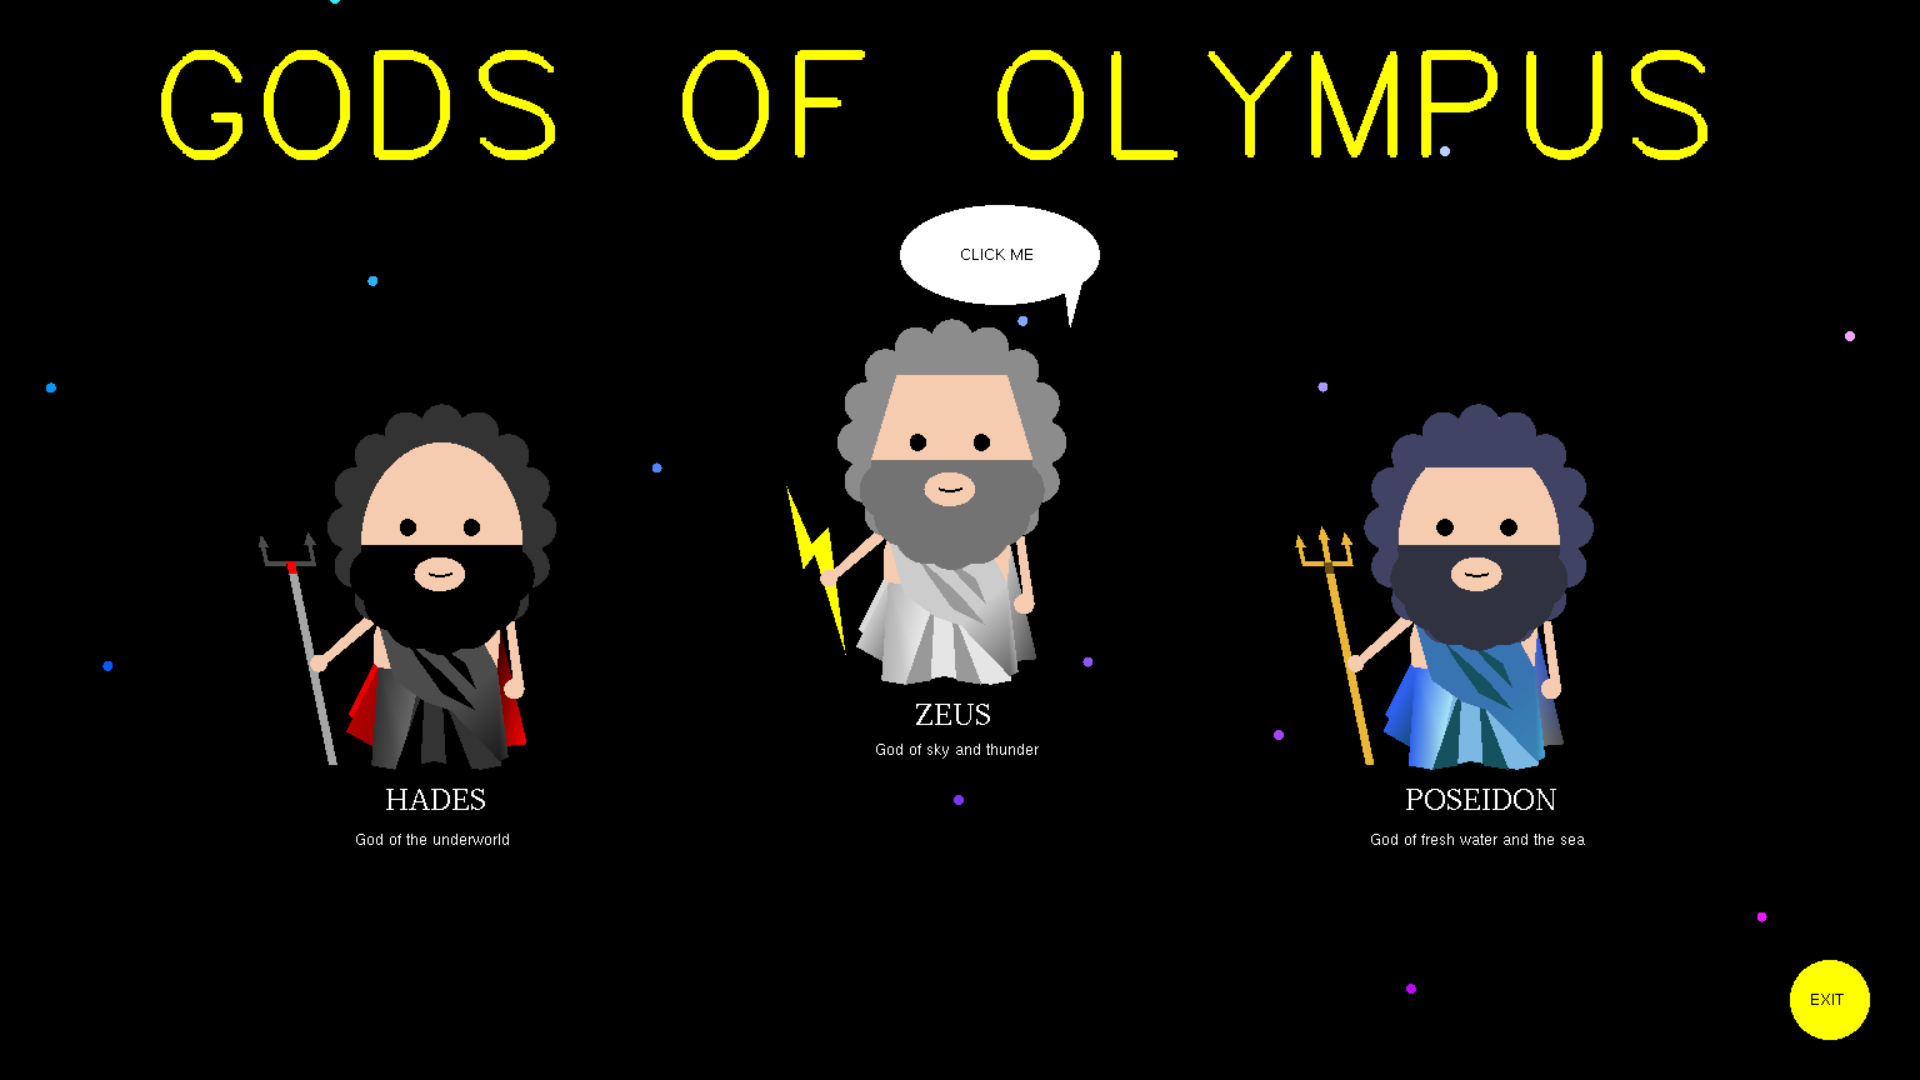 GODS OF OLYMPUS
CLICK ME
ZEUS
God of sky and thunder
HADES
God of the underworld
POSEIDON
God of fresh water and the sea
EXIT